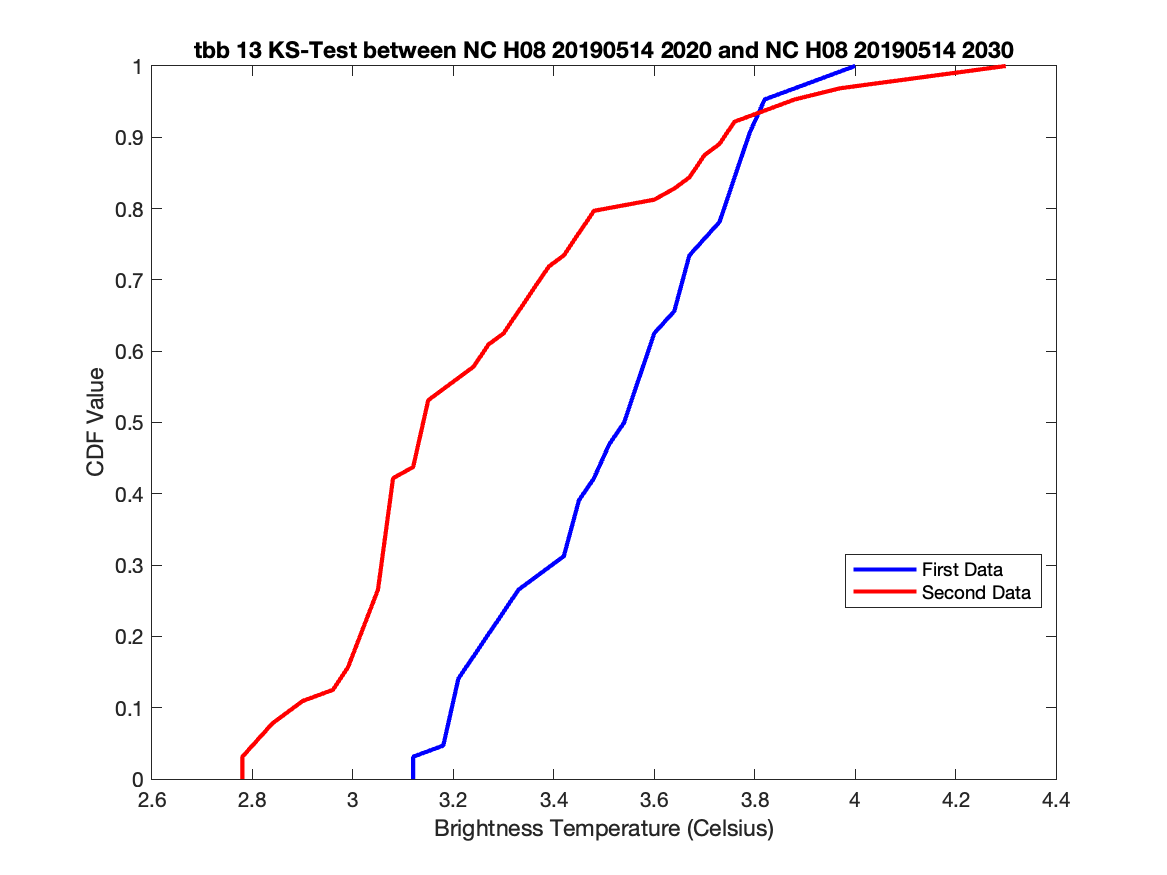 tbb 13 KS-Test between NC H08 20190514 2020 and NC H08 20190514 2030
1
0.9
0.8
0.7
0.6
0.5
0.4
0.3
0.2
0.1
0
CDF Value
First Data
Second Data
2.6 2.8 3 3.2 3.4 3.6 3.8 4 4.2 4.4
Brightness Temperature (Celsius)